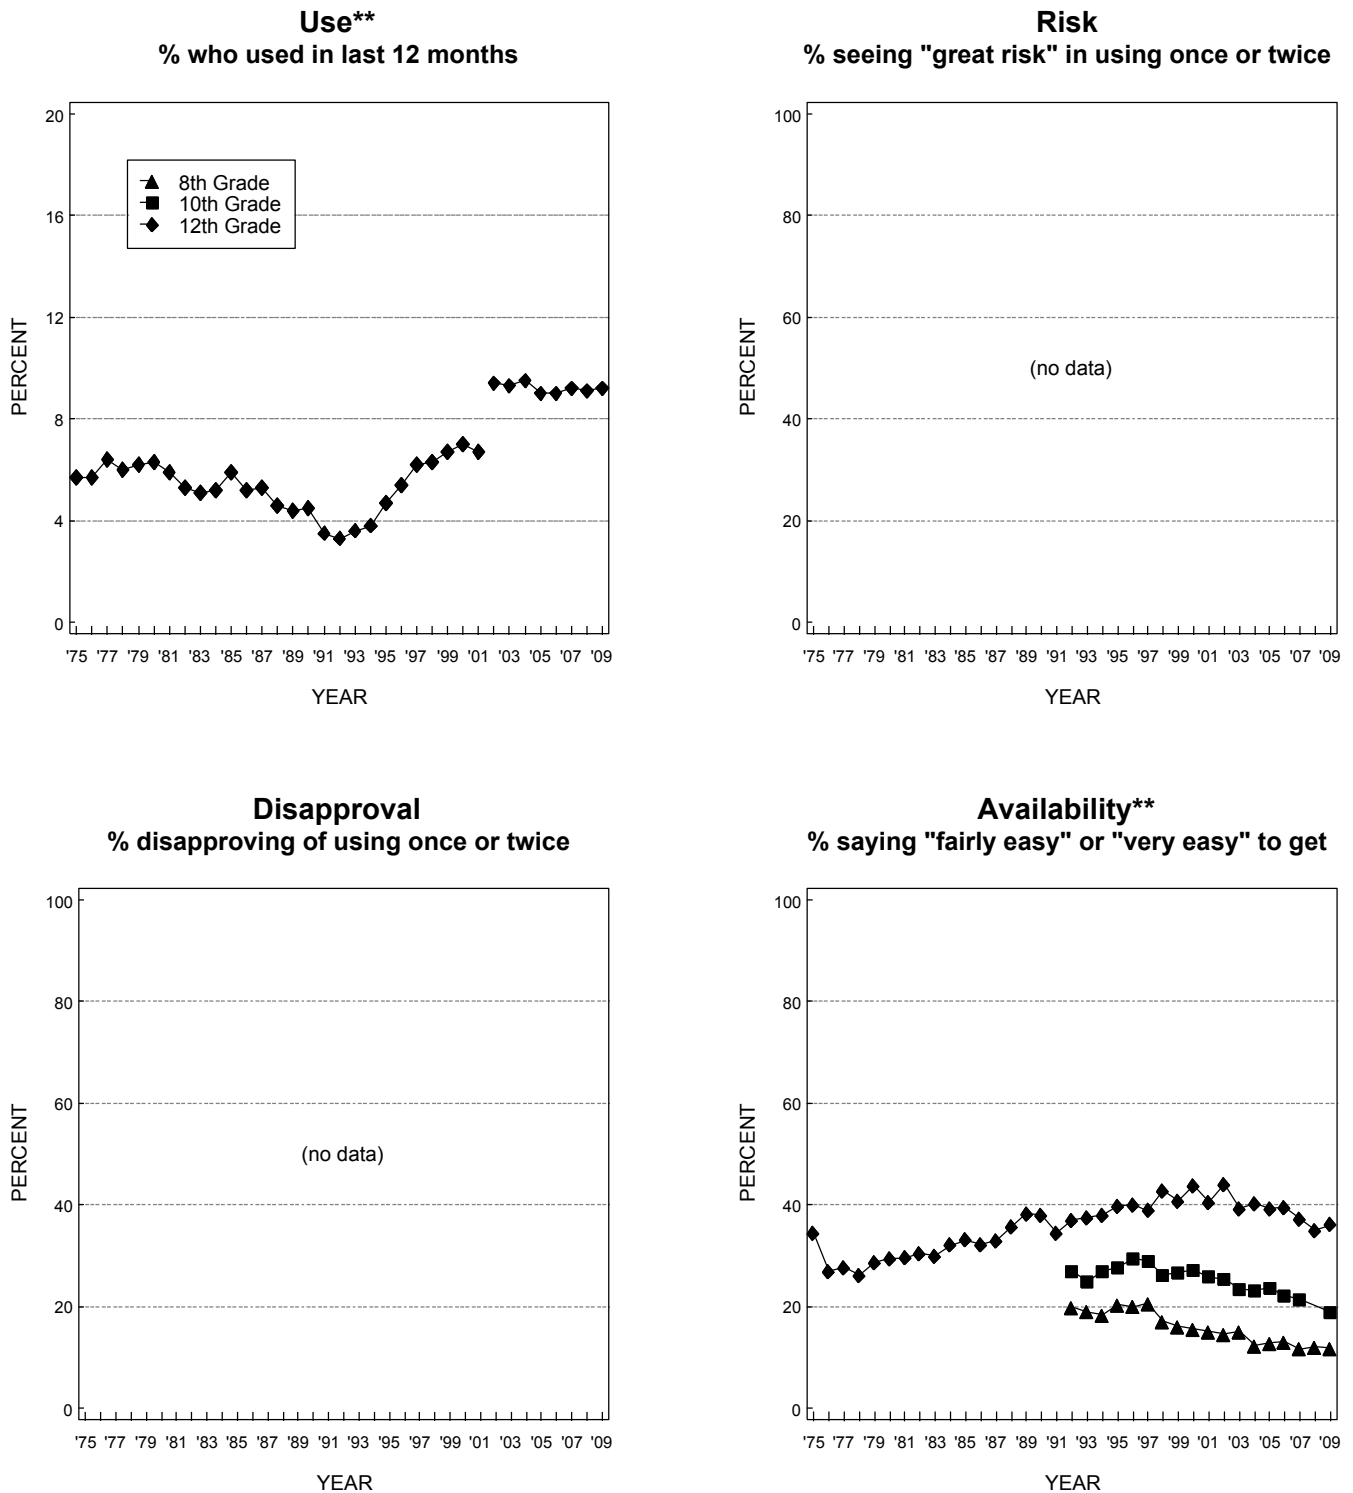 Use**
% who used in last 12 months
20
16
12
8
4
0
PERCENT
8th Grade
10th Grade
12th Grade
'75 '77 '79 '81 '83 '85 '87 '89 '91 '93 '95 '97 '99 '01 '03 '05 '07 '09
YEAR
Risk
% seeing "great risk" in using once or twice
100
80
60
40
20
0
PERCENT
(no data)
'75 '77 '79 '81 '83 '85 '87 '89 '91 '93 '95 '97 '99 '01 '03 '05 '07 '09
YEAR
Disapproval
% disapproving of using once or twice
100
80
60
40
20
0
PERCENT
(no data)
'75 '77 '79 '81 '83 '85 '87 '89 '91 '93 '95 '97 '99 '01 '03 '05 '07 '09
YEAR
Availability**
% saying "fairly easy" or "very easy" to get
100
80
60
40
20
0
PERCENT
'75 '77 '79 '81 '83 '85 '87 '89 '91 '93 '95 '97 '99 '01 '03 '05 '07 '09
YEAR